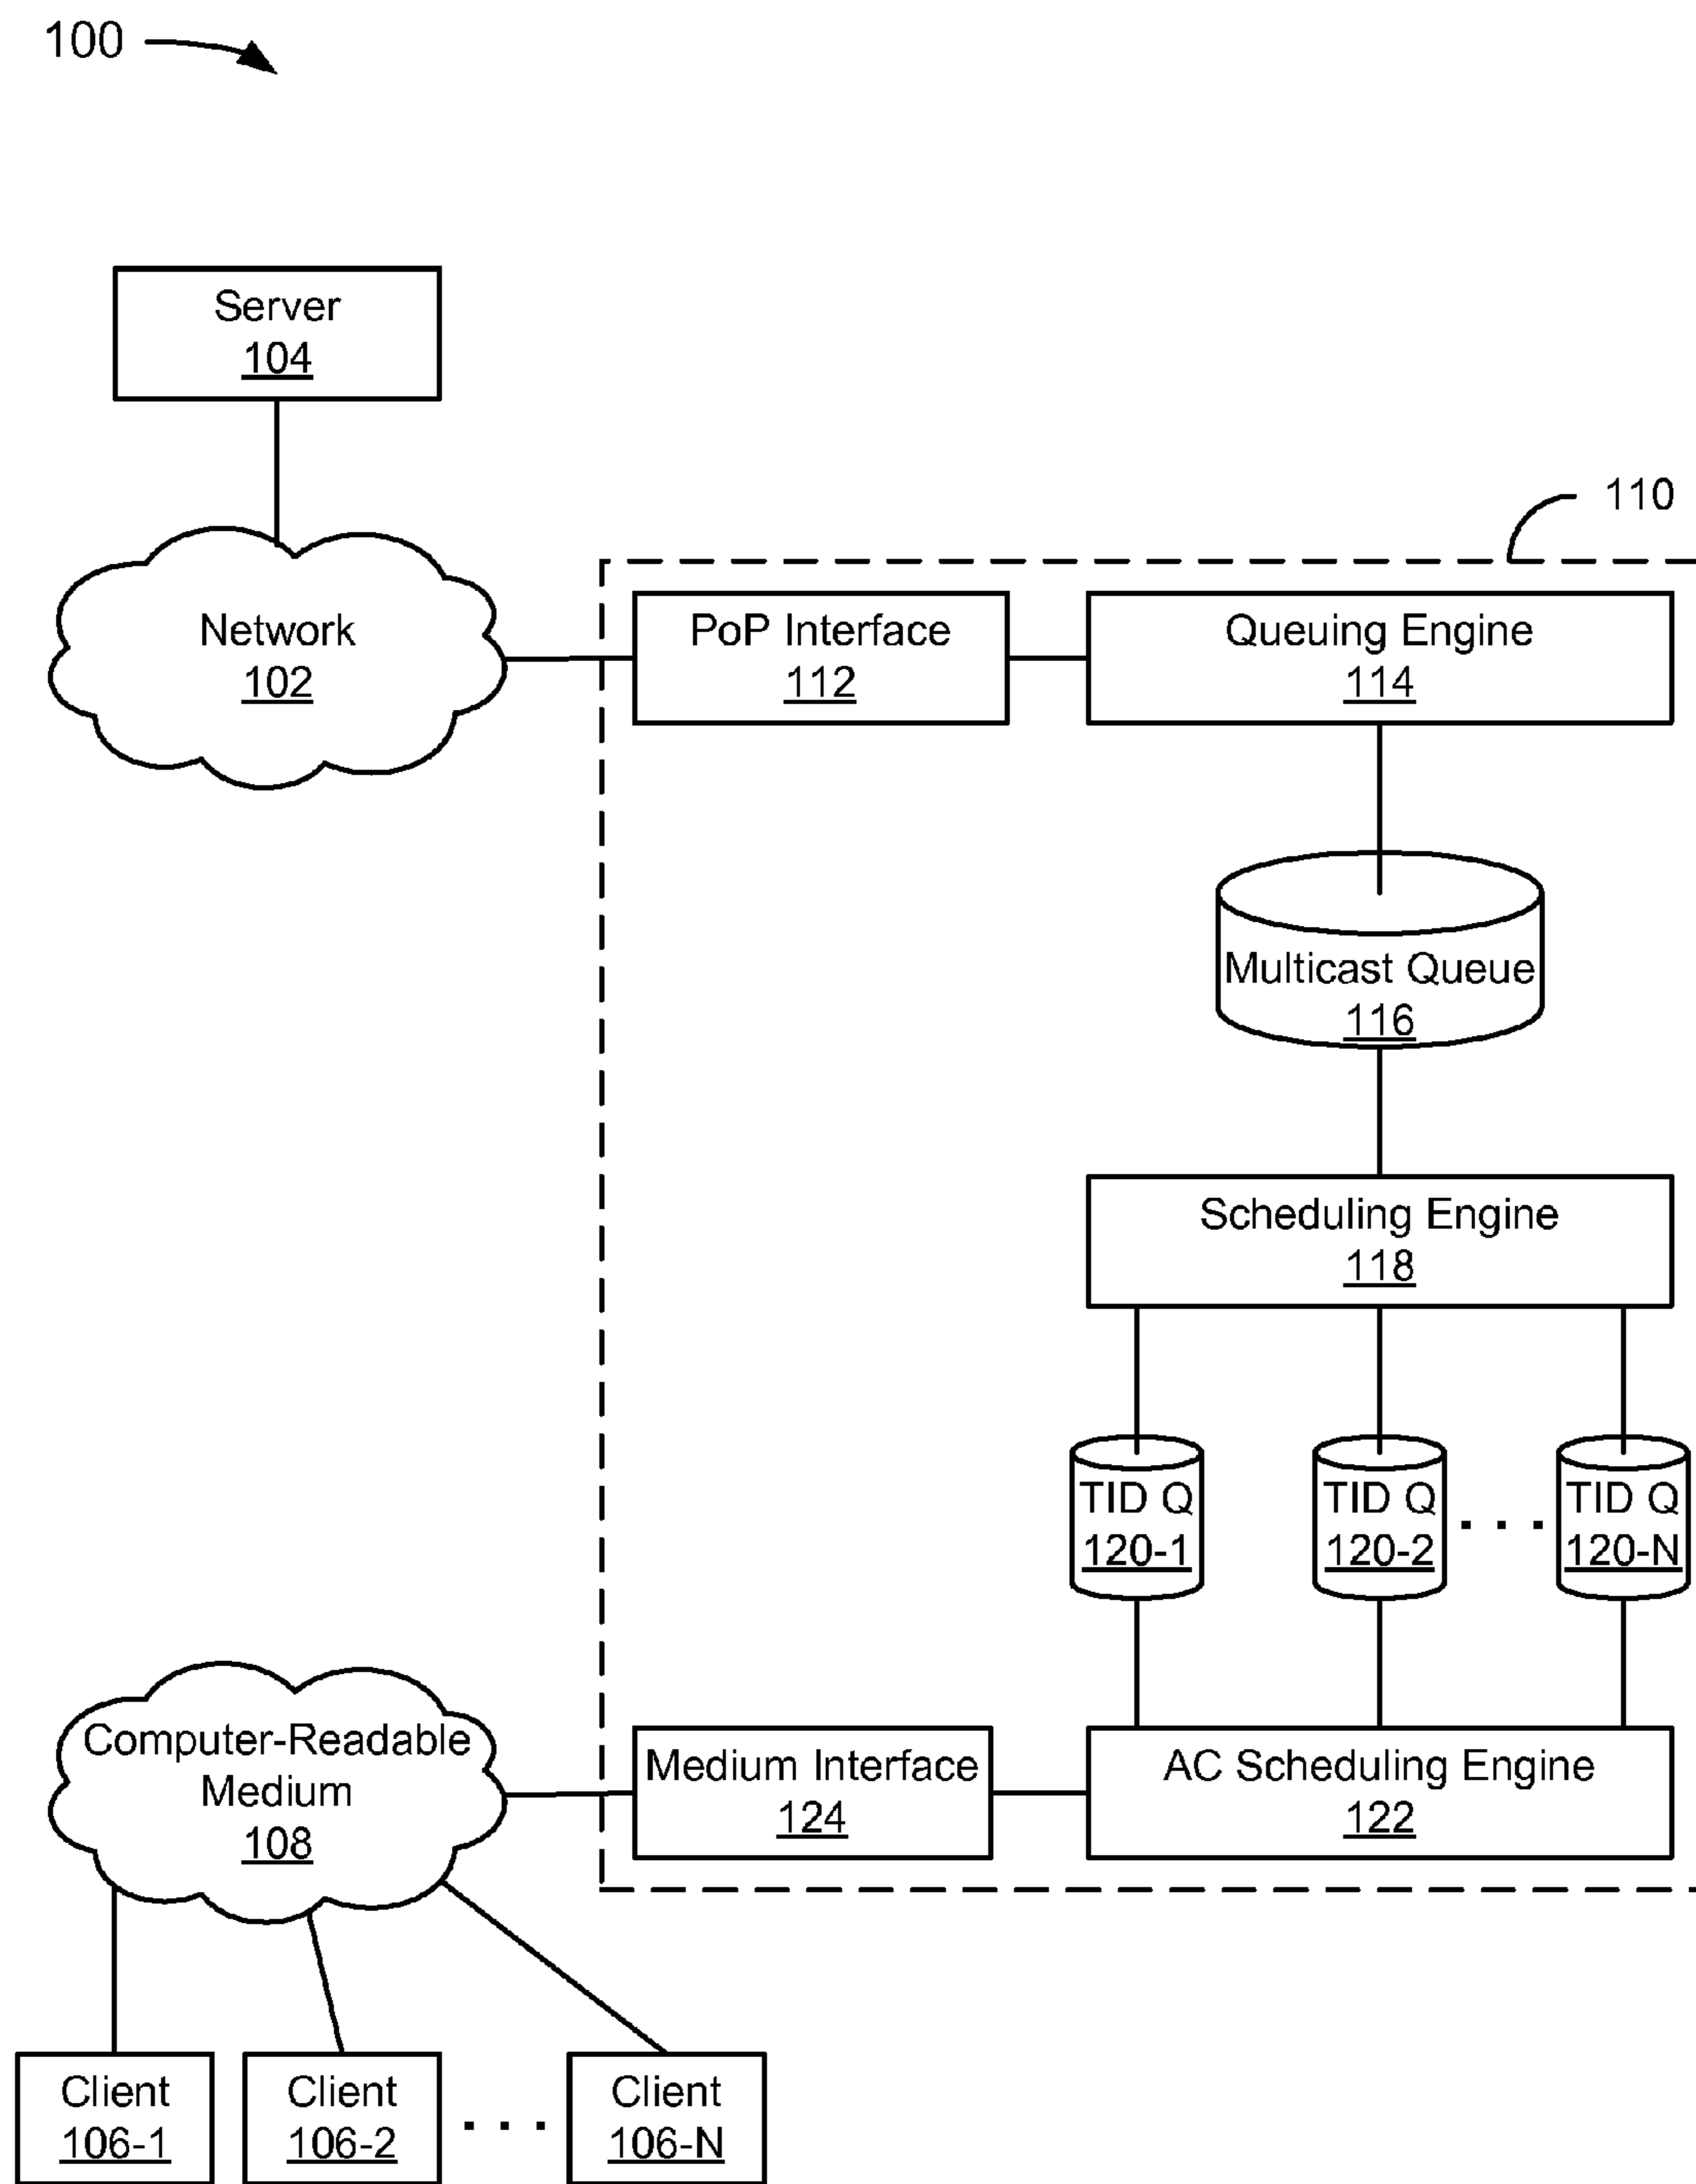 100
Server
104
110
Network
102
PoP Interface
112
Queuing Engine
114
Multicast Queue
116
Scheduling Engine
118
TID Q
120-1
TID Q
120-2
. . .
TID Q
120-N
Computer-Readable
Medium
108
Medium Interface
124
AC Scheduling Engine
122
Client
106-1
Client
106-2
. . .
Client
106-N